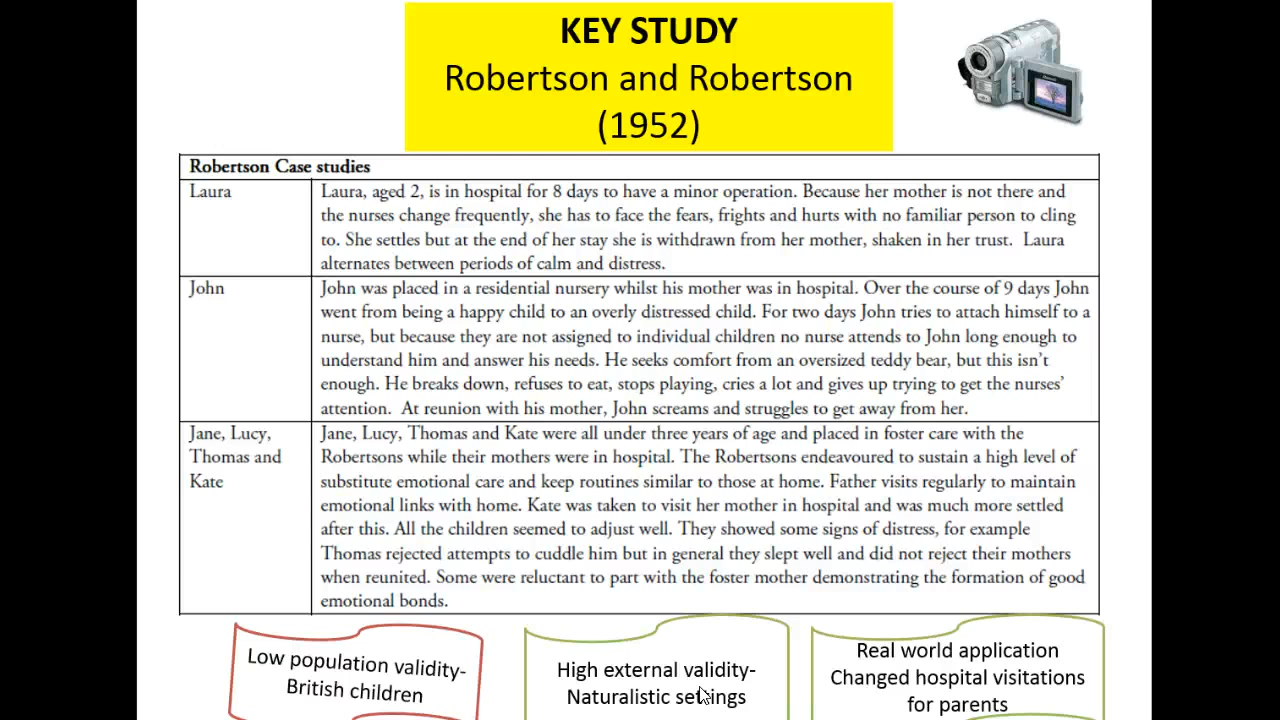 KEY STUDY
Robertson and Robertson
(1952)
Robertson Case studies
Laura
Laura, aged 2, is in hospital for 8 days to have a minor operation. Because her mother is not there and
the nurses change frequently, she has to face the fears, frights and hurts with no familiar person to cling
to. She settles but at the end of her stay she is withdrawn from her mother, shaken in her trust. Laura
alternates between periods of calm and distress.
John
John was placed in a residential nursery whilst his mother was in hospital. Over the course of 9 days John
went from being a happy child to an overly distressed child. For two days John tries to attach himself to a
nurse, but because they are not assigned to individual children no nurse attends to John long enough to
understand him and answer his needs. He seeks comfort from an oversized teddy bear, but this isn't
enough. He breaks down, refuses to eat, stops playing, cries a lot and gives up trying to get the nurses'
attention. At reunion with his mother, John screams and struggles to get away from her.
Jane, Lucy,
Thomas and
Kate
Jane, Lucy, Thomas and Kate were all under three years of age and placed in foster care with the
Robertsons while their mothers were in hospital. The Robertsons endeavoured to sustain a high level of
substitute emotional care and keep routines similar to those at home. Father visits regularly to maintain
emotional links with home. Kate was taken to visit her mother in hospital and was much more settled
after this. All the children seemed to adjust well. They showed some signs of distress, for example
Thomas rejected attempts to cuddle him but in general they slept well and did not reject their mothers
when reunited. Some were reluctant to part with the foster mother demonstrating the formation of good
emotional bonds.
Low population validity-
British children
High external validity-
Naturalistic settings
Real world application
Changed hospital visitations
for parents